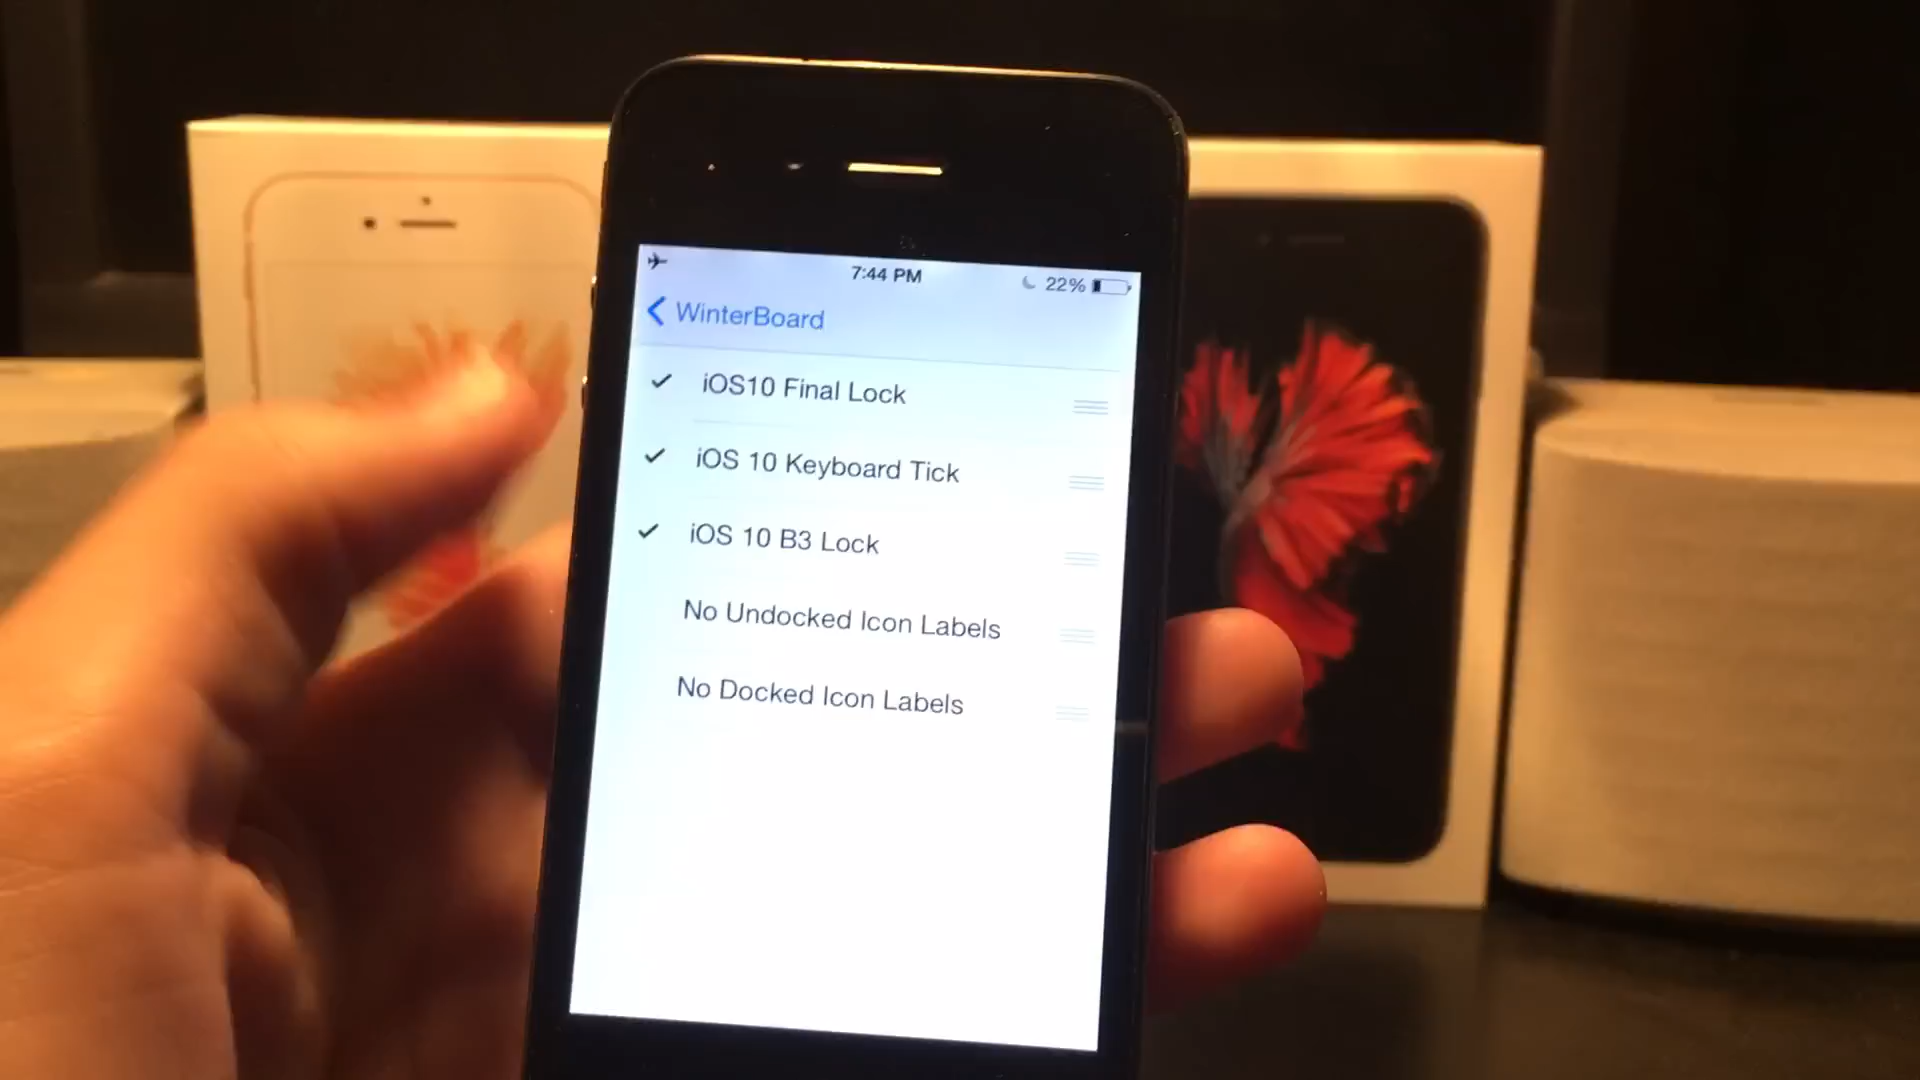 7:44 PM
22%
WinterBoard
iOS10 Final Lock
iOS 10 Keyboard Tick
iOS 10 B3 Lock
No Undocked Icon Labels
No Docked Icon Labels